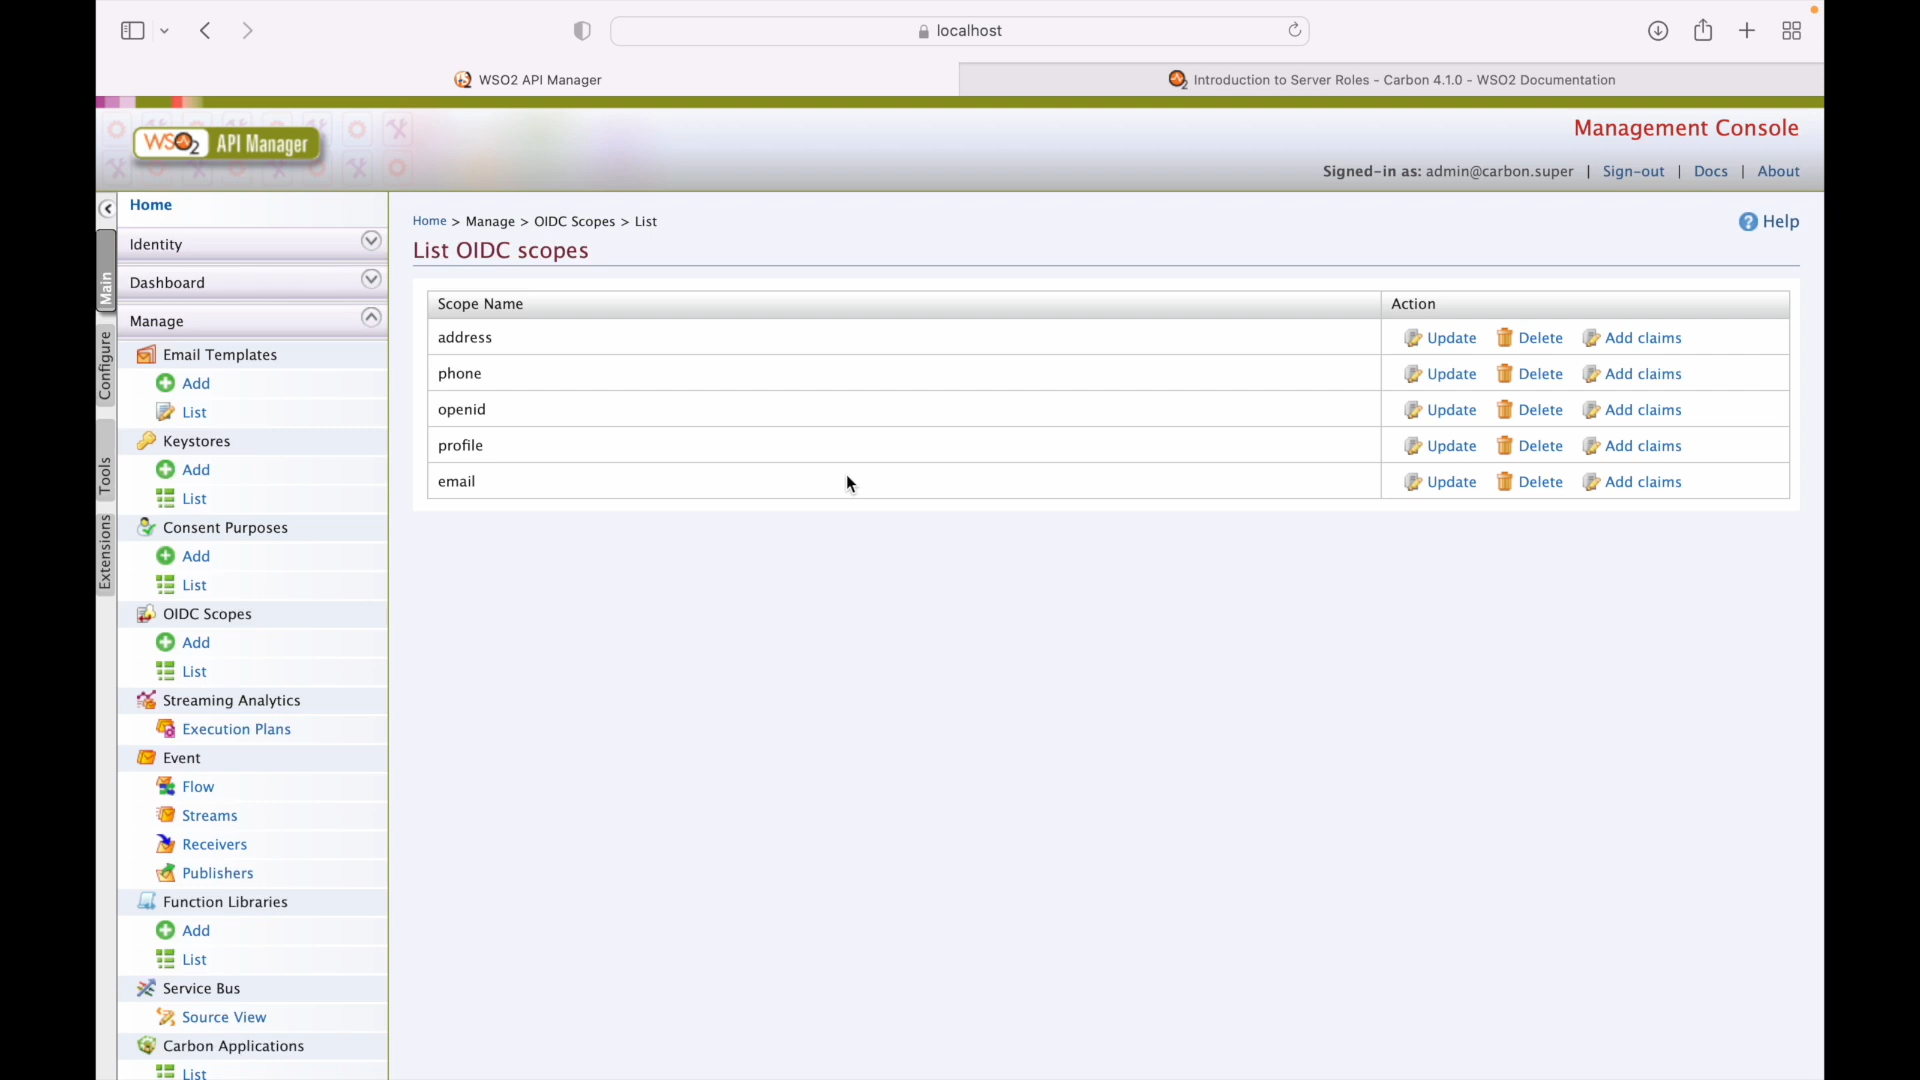 localhost
WSO2 API Manager
Introduction to Server Roles - Carbon 4.1.0 - WSO2 Documentation
WSO2 API Manager
Management Console
Signed-in as: admin@carbon.super | Sign-out | Docs | About
Home
Identity
Dashboard
Manage
Email Templates
Add
List
Keystores
Add
List
Consent Purposes
Add
List
OIDC Scopes
Add
List
Streaming Analytics
Execution Plans
Event
Flow
Streams
Receivers
Publishers
Function Libraries
Add
List
Service Bus
Source View
Carbon Applications
List
Main
Configure
Tools
Extensions
Home > Manage > OIDC Scopes > List
Help
List OIDC scopes
Scope Name Action
address Update Delete Add claims
phone Update Delete Add claims
openid Update Delete Add claims
profile Update Delete Add claims
email Update Delete Add claims